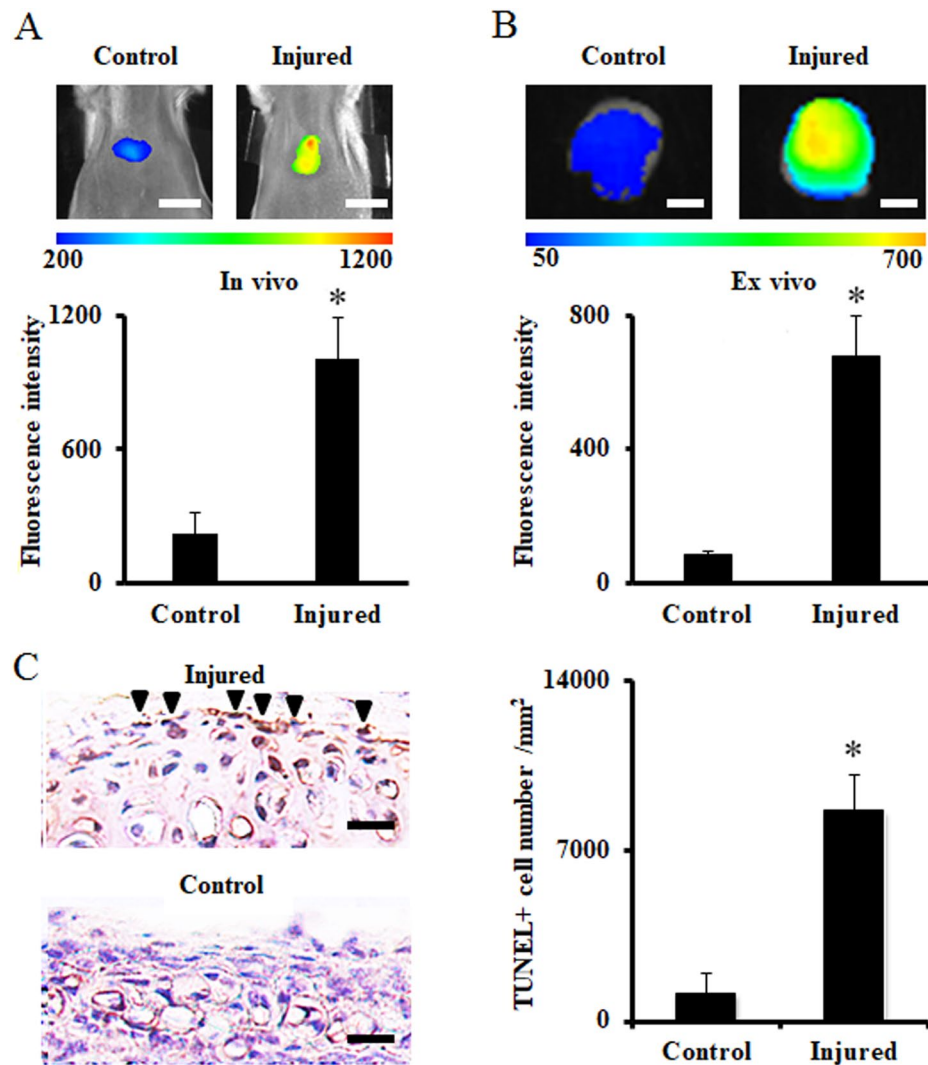 A
Control Injured
200 1200
In vivo
Fluorescence intensity
1200
*
600
0
Control Injured
B
Control Injured
50 700
Ex vivo
Fluorescence intensity
800
*
400
0
Control Injured
C
Injured
Control
TUNEL+ cell number /mm²
14000
*
7000
0
Control Injured